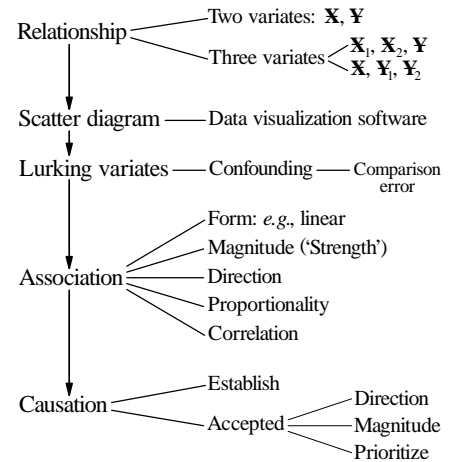 Relationship
Two variates: X, Y
Three variates
X₁, X₂, Y
X, Y₁, Y₂
Scatter diagram
Data visualization software
Lurking variates
Confounding
Comparison
error
Association
Form: e.g., linear
Magnitude (‘Strength’)
Direction
Proportionality
Correlation
Causation
Establish
Accepted
Direction
Magnitude
Prioritize